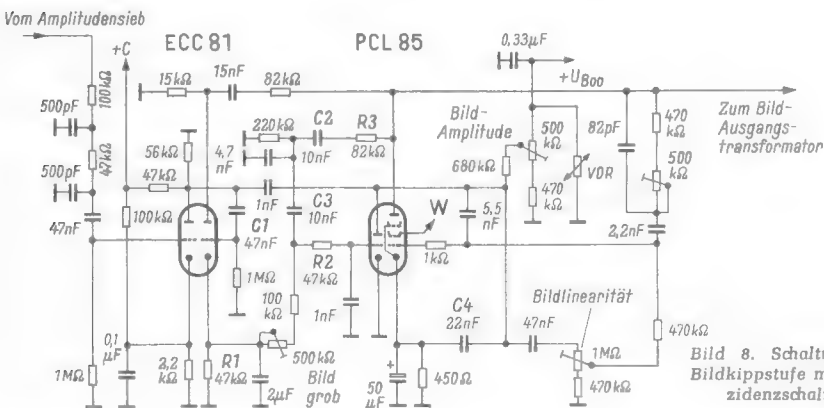 Vom Amplitudensieb
+C
ECC 81
PCL 85
0,33µF
+U_Boo
Zum Bild-
Ausgangs-
transformator
100kΩ
500pF
47kΩ
500pF
47nF
1MΩ
0,1
µF
100kΩ
47kΩ
56kΩ
15kΩ
15nF
82kΩ
220kΩ
4,7
nF
C2
10nF
R3
82kΩ
1nF
C1
47nF
1MΩ
C3
10nF
R2
47kΩ
1nF
100
kΩ
500kΩ
Bild
grob
2,2
kΩ
R1
47kΩ
2µF
W
1kΩ
5,5
nF
Bild-
Amplitude
680kΩ
500
kΩ
470
kΩ
VDR
82pF
470
kΩ
500
kΩ
2,2nF
C4
22nF
47nF
+
50
µF
450Ω
Bildlinearität
1MΩ
470kΩ
470kΩ
Bild 8. Schaltu
Bildkippstufe m
zidenzschalt